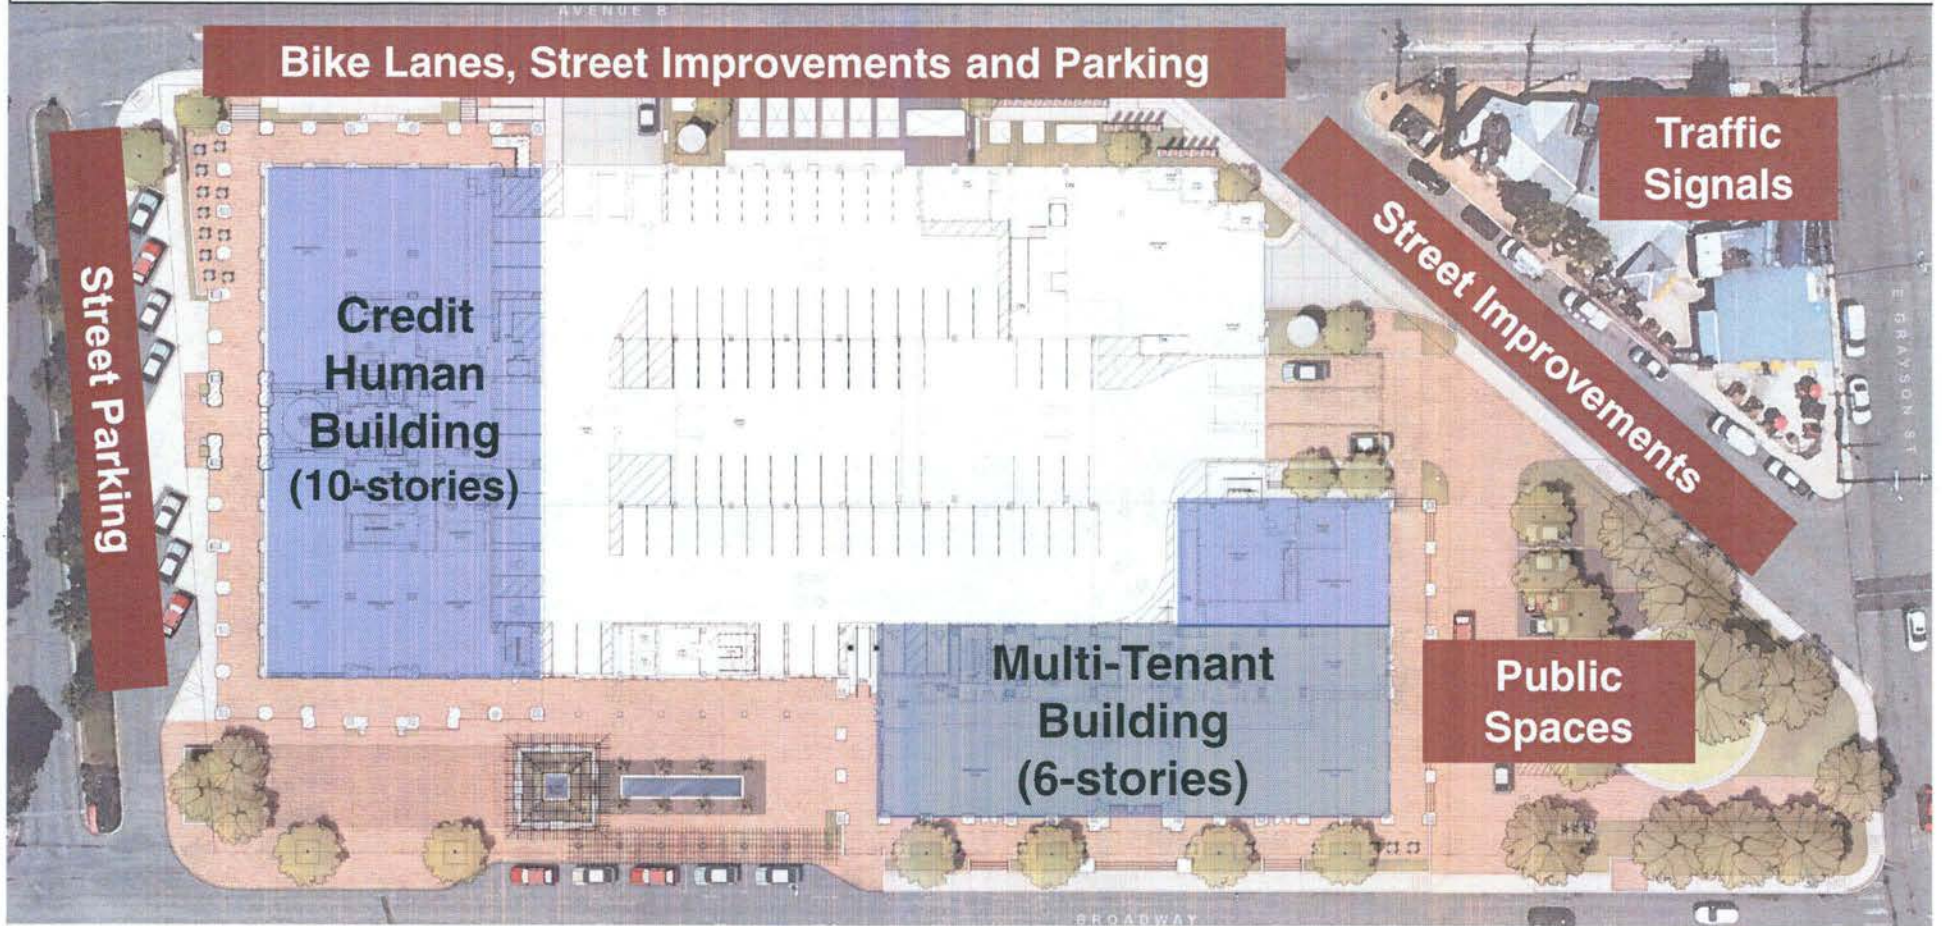 AVENUE B
Bike Lanes, Street Improvements and Parking
Traffic
Signals
Street Improvements
Street Parking
E GRAYSON ST
Credit
Human
Building
(10-stories)
Multi-Tenant
Building
(6-stories)
Public
Spaces
BROADWAY